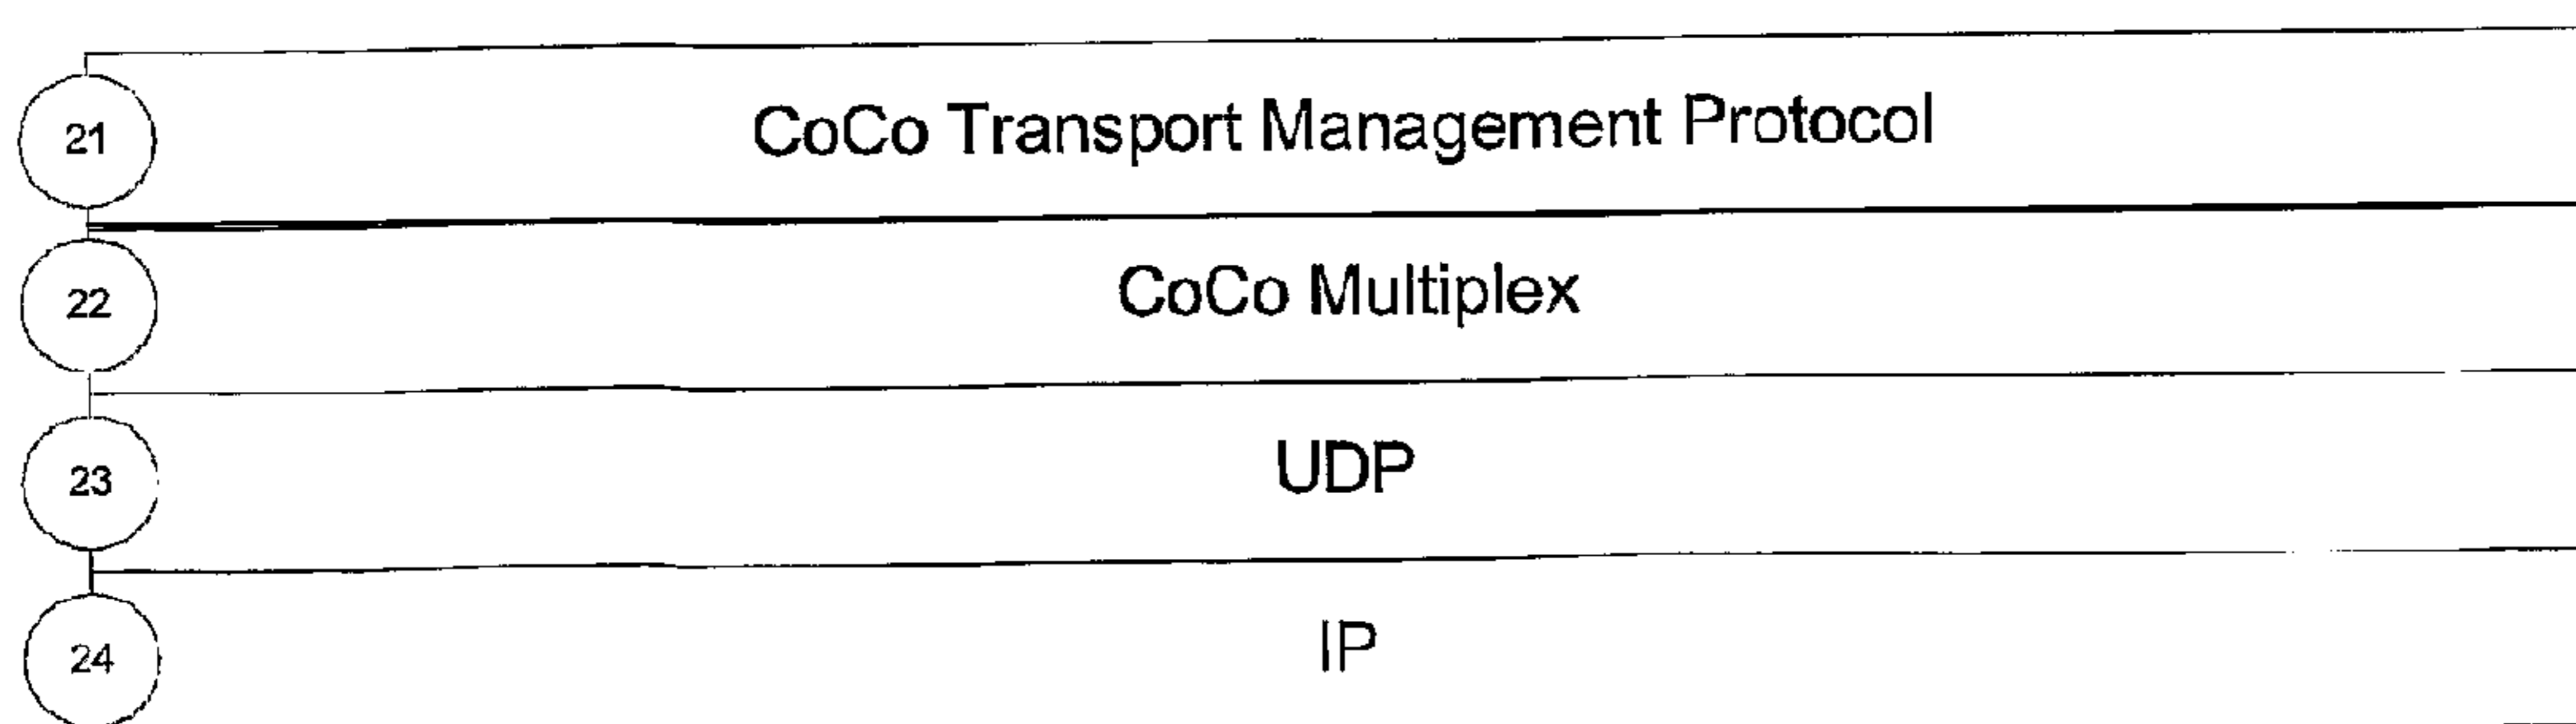 21 CoCo Transport Management Protocol
22 CoCo Multiplex
23 UDP
24 IP